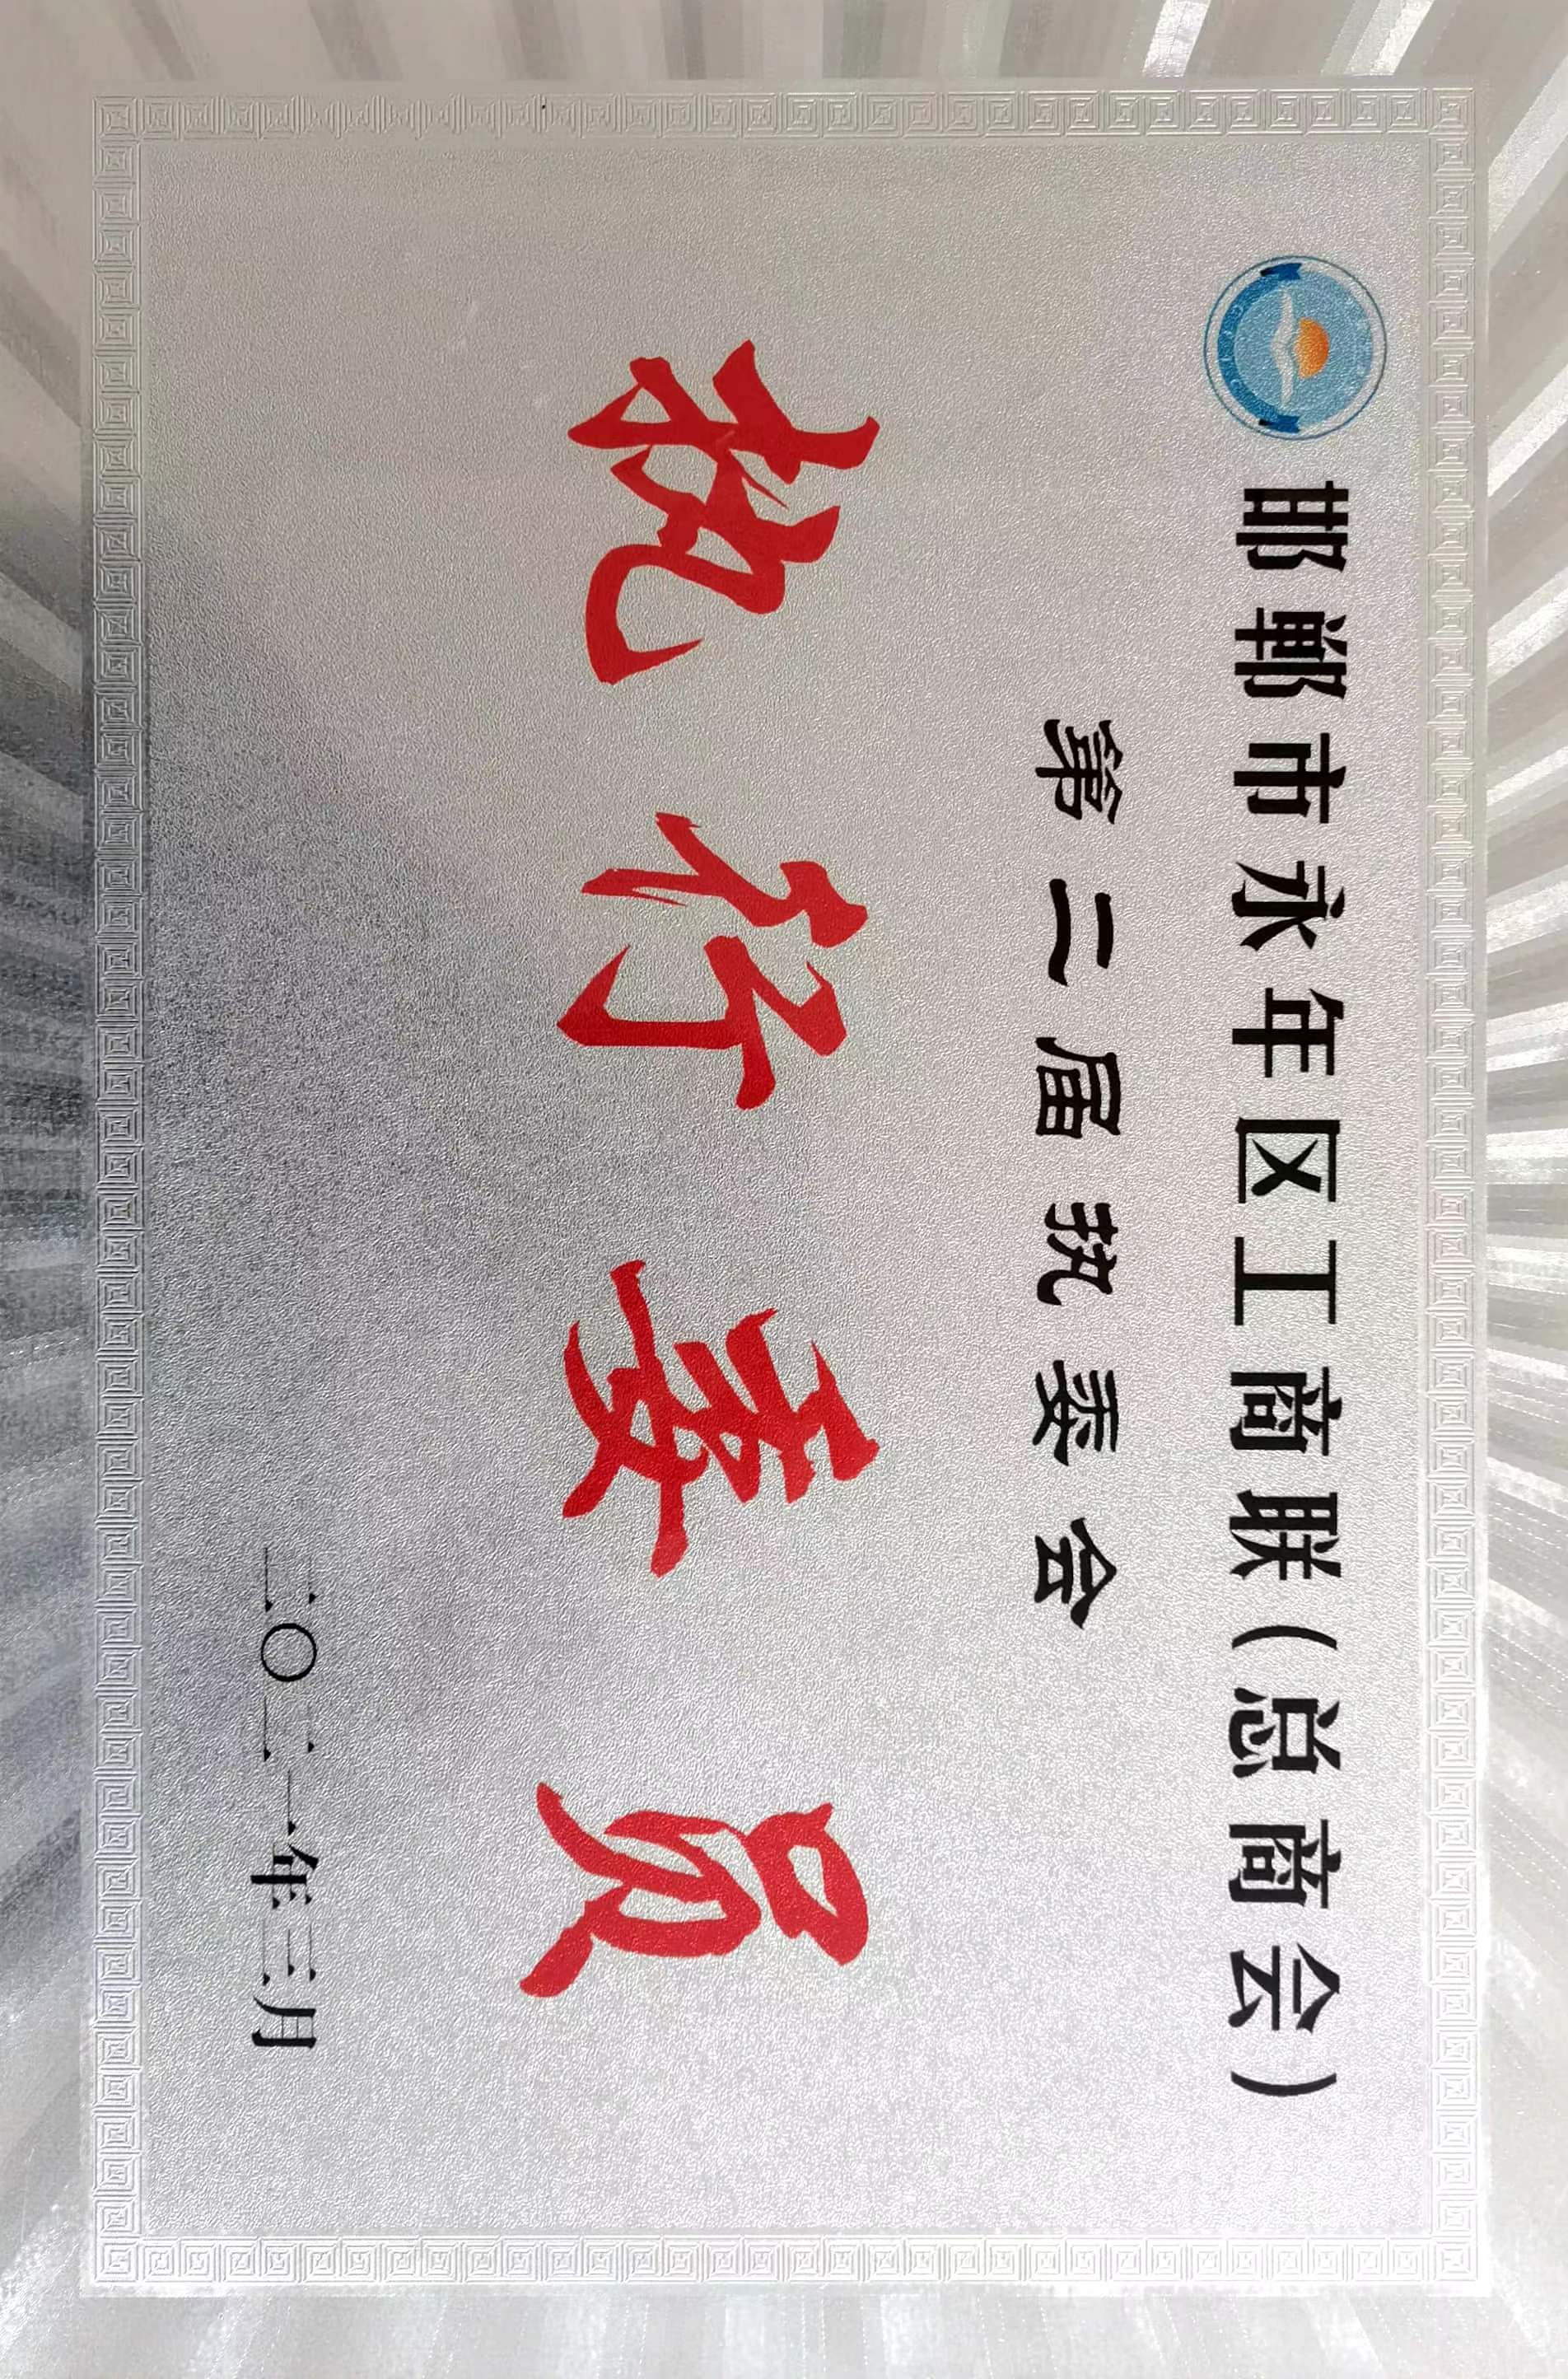 邯郸市永年区工商联(总商会)
第二届执委会
执行委员
二〇二一年三月